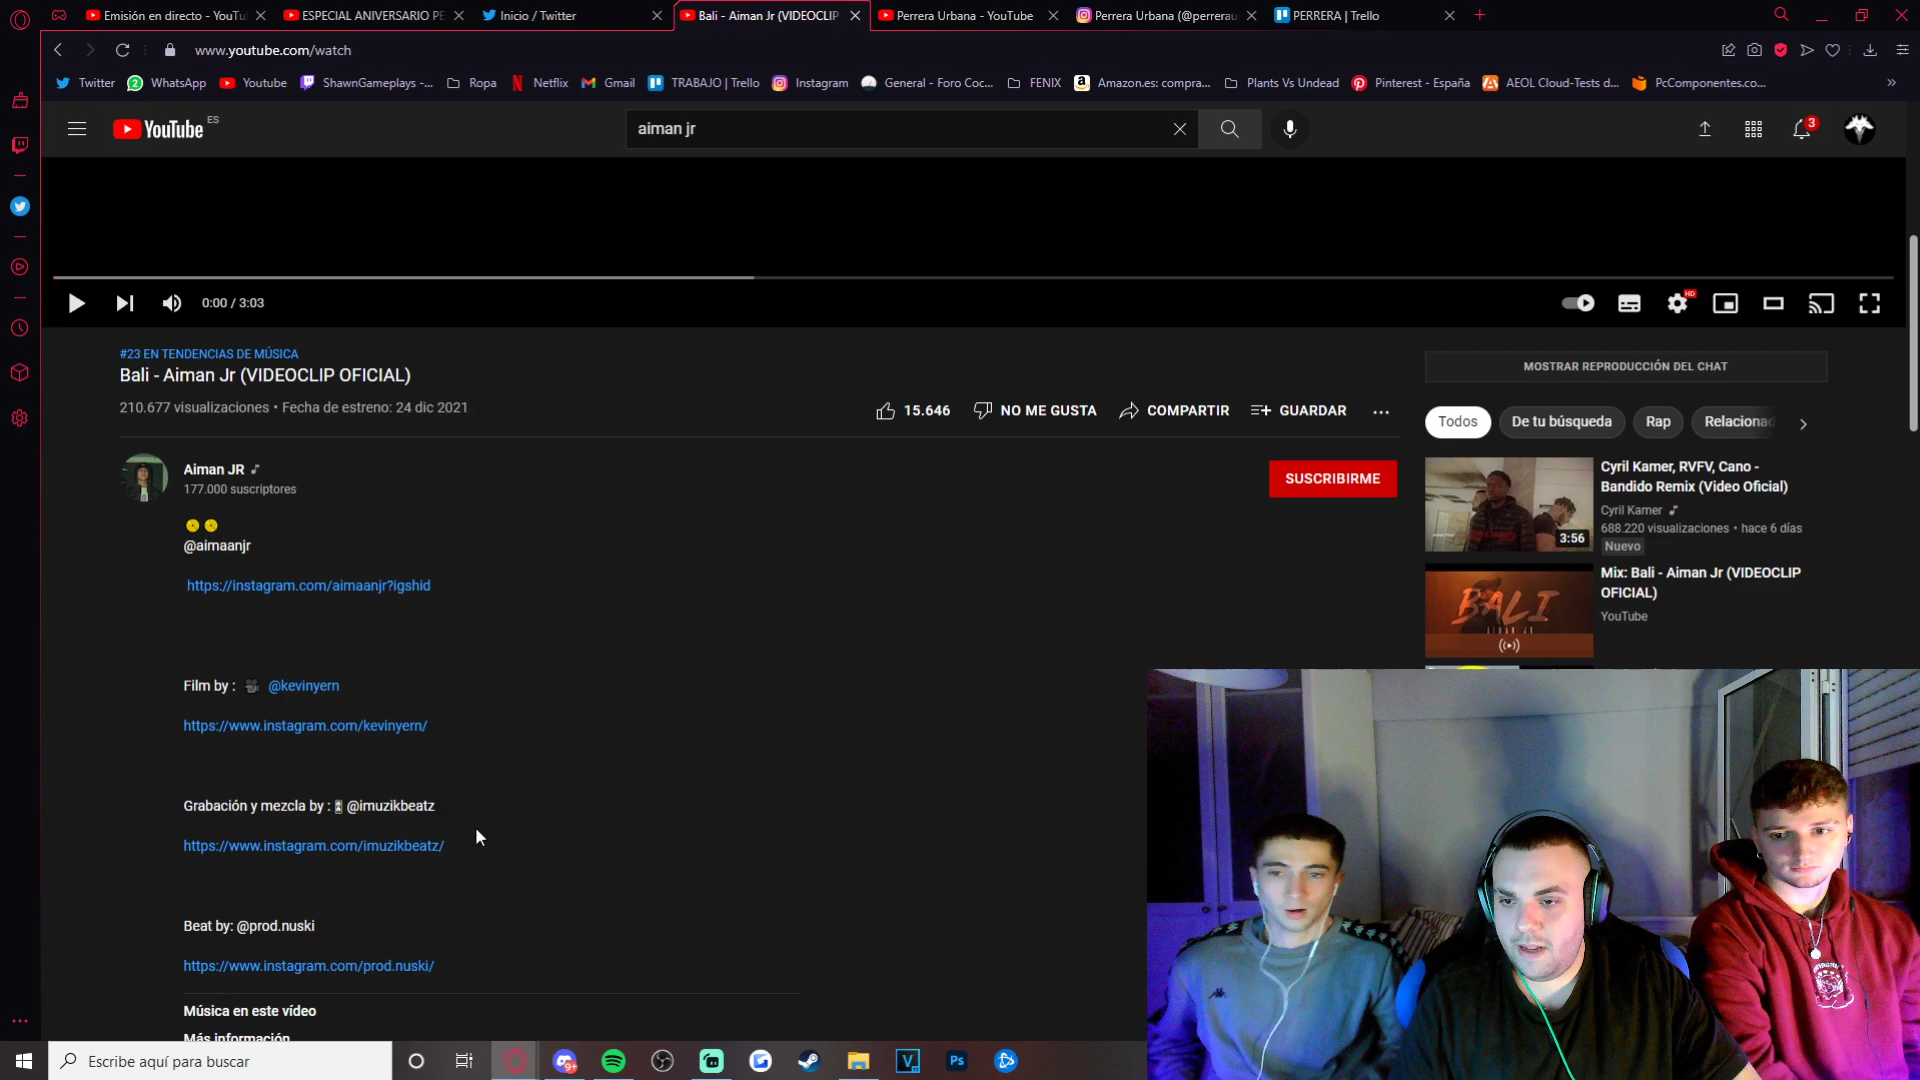 Emisión en directo - YouTu
ESPECIAL ANIVERSARIO PE
Inicio / Twitter
Bali - Aiman Jr (VIDEOCLIP
Perrera Urbana - YouTube
Perrera Urbana (@perrerau
PERRERA | Trello
www.youtube.com/watch
Twitter
WhatsApp
Youtube
ShawnGameplays -...
Ropa
Netflix
Gmail
TRABAJO | Trello
Instagram
General - Foro Coc...
FENIX
Amazon.es: compra...
Plants Vs Undead
Pinterest - España
AEOL Cloud-Tests d...
PcComponentes.co...
YouTube ES
aiman jr
3
0:00 / 3:03
HD
#23 EN TENDENCIAS DE MÚSICA
Bali - Aiman Jr (VIDEOCLIP OFICIAL)
210.677 visualizaciones • Fecha de estreno: 24 dic 2021
15.646
NO ME GUSTA
COMPARTIR
GUARDAR
Aiman JR
177.000 suscriptores
SUSCRIBIRME
@aimaanjr
https://instagram.com/aimaanjr?igshid
Film by : @kevinyern
https://www.instagram.com/kevinyern/
Grabación y mezcla by : @imuzikbeatz
https://www.instagram.com/imuzikbeatz/
Beat by: @prod.nuski
https://www.instagram.com/prod.nuski/
Música en este vídeo
Más información
MOSTRAR REPRODUCCIÓN DEL CHAT
Todos
De tu búsqueda
Rap
Relacionad
3:56
Cyril Kamer, RVFV, Cano -
Bandido Remix (Video Oficial)
Cyril Kamer
688.220 visualizaciones • hace 6 días
Nuevo
BALI
AIMAN JR
Mix: Bali - Aiman Jr (VIDEOCLIP
OFICIAL)
YouTube
Escribe aquí para buscar